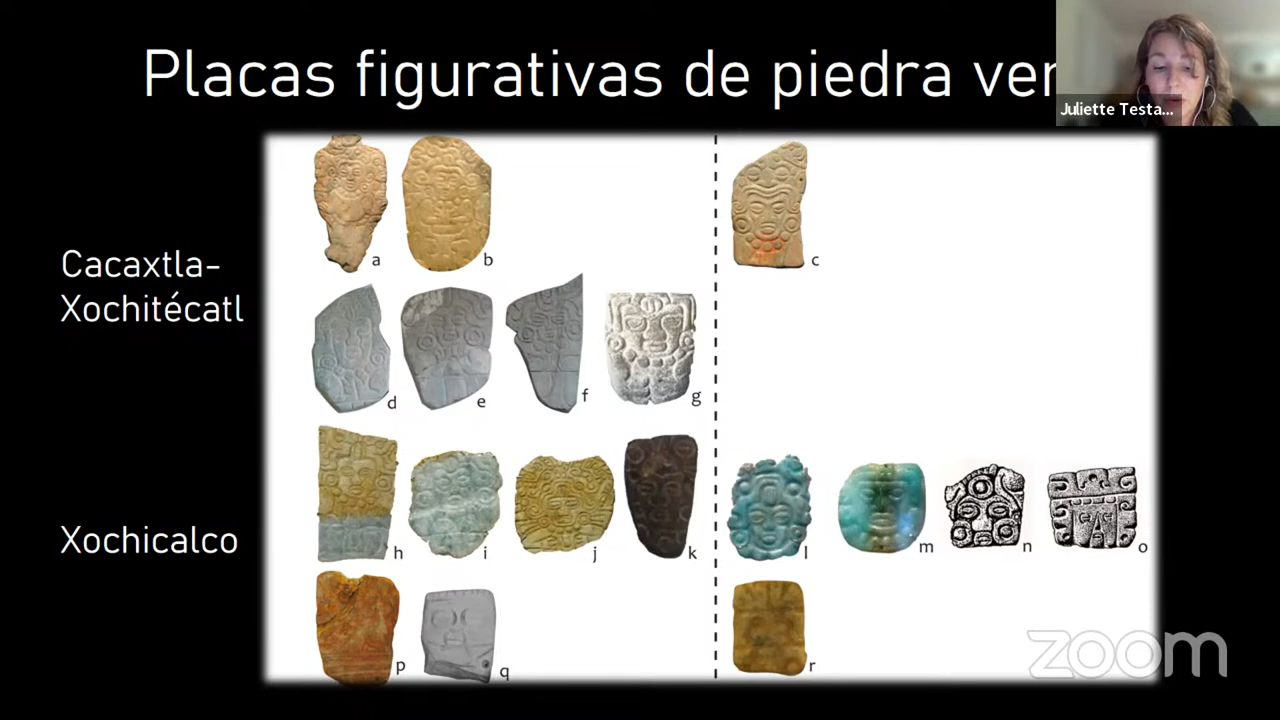 Placas figurativas de piedra ver
Juliette Testa...
Cacaxtla-
Xochitécatl
a
b
c
d
e
f
g
Xochicalco
h
i
j
k
l
m
n
o
p
q
r
zoom